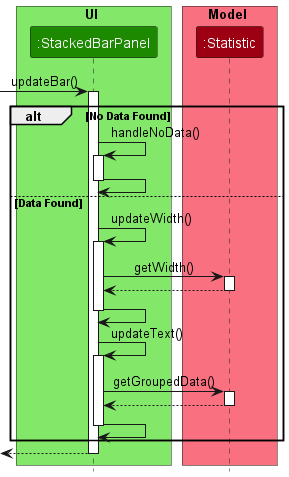 UI
Model
:StackedBarPanel
:Statistic
updateBar()
alt
[No Data Found]
handleNoData()
[Data Found]
updateWidth()
getWidth()
updateText()
getGroupedData()